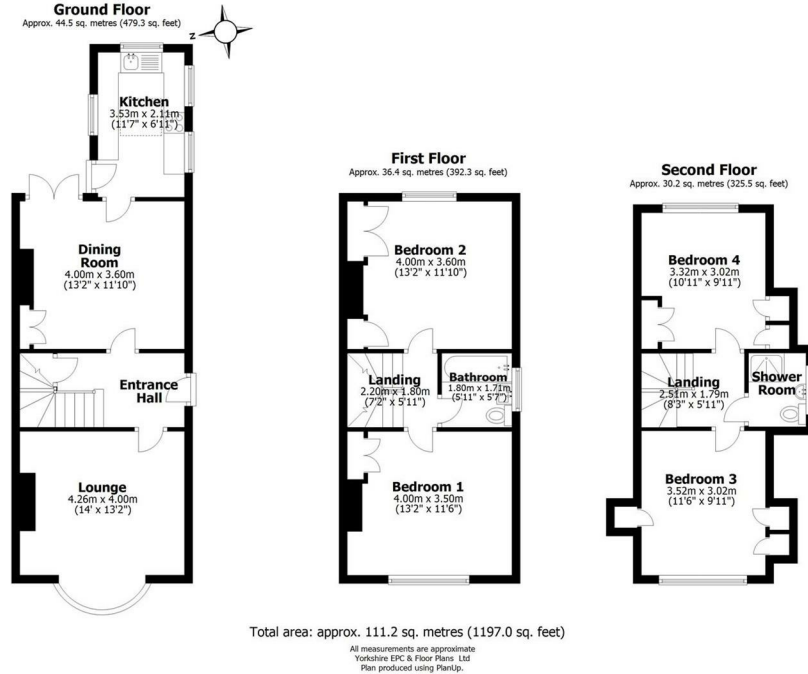 Ground Floor
Approx. 44.5 sq. metres (479.3 sq. feet)
z
Kitchen
3.53m x 2.11m
(11'7" x 6'11")
Dining
Room
4.00m x 3.60m
(13'2" x 11'10")
Entrance
Hall
Lounge
4.26m x 4.00m
(14' x 13'2")
First Floor
Approx. 36.4 sq. metres (392.3 sq. feet)
Bedroom 2
4.00m x 3.60m
(13'2" x 11'10")
Landing
2.20m x 1.80m
(7'2" x 5'11")
Bathroom
1.80m x 1.71m
(5'11" x 5'7")
Bedroom 1
4.00m x 3.50m
(13'2" x 11'6")
Second Floor
Approx. 30.2 sq. metres (325.5 sq. feet)
Bedroom 4
3.32m x 3.02m
(10'11" x 9'11")
Landing
2.51m x 1.79m
(8'3" x 5'11")
Shower
Room
Bedroom 3
3.52m x 3.02m
(11'6" x 9'11")
Total area: approx. 111.2 sq. metres (1197.0 sq. feet)
All measurements are approximate
Yorkshire EPC & Floor Plans Ltd
Plan produced using PlanUp.